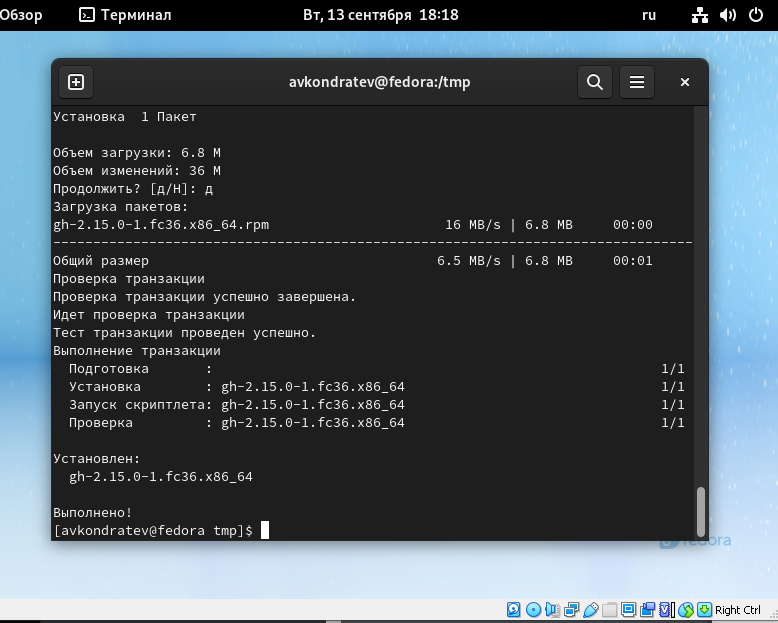 Обзор Терминал Вт, 13 сентября 18:18 ru
avkondratev@fedora:/tmp
Установка 1 Пакет
Объем загрузки: 6.8 M
Объем изменений: 36 M
Продолжить? [д/Н]: д
Загрузка пакетов:
gh-2.15.0-1.fc36.x86_64.rpm 16 MB/s | 6.8 MB 00:00
--------------------------------------------------------------------------------
Общий размер 6.5 MB/s | 6.8 MB 00:01
Проверка транзакции
Проверка транзакции успешно завершена.
Идет проверка транзакции
Тест транзакции проведен успешно.
Выполнение транзакции
Подготовка : 1/1
Установка : gh-2.15.0-1.fc36.x86_64 1/1
Запуск скриптлета: gh-2.15.0-1.fc36.x86_64 1/1
Проверка : gh-2.15.0-1.fc36.x86_64 1/1
Установлен:
gh-2.15.0-1.fc36.x86_64
Выполнено!
[avkondratev@fedora tmp]$
fedora
Right Ctrl